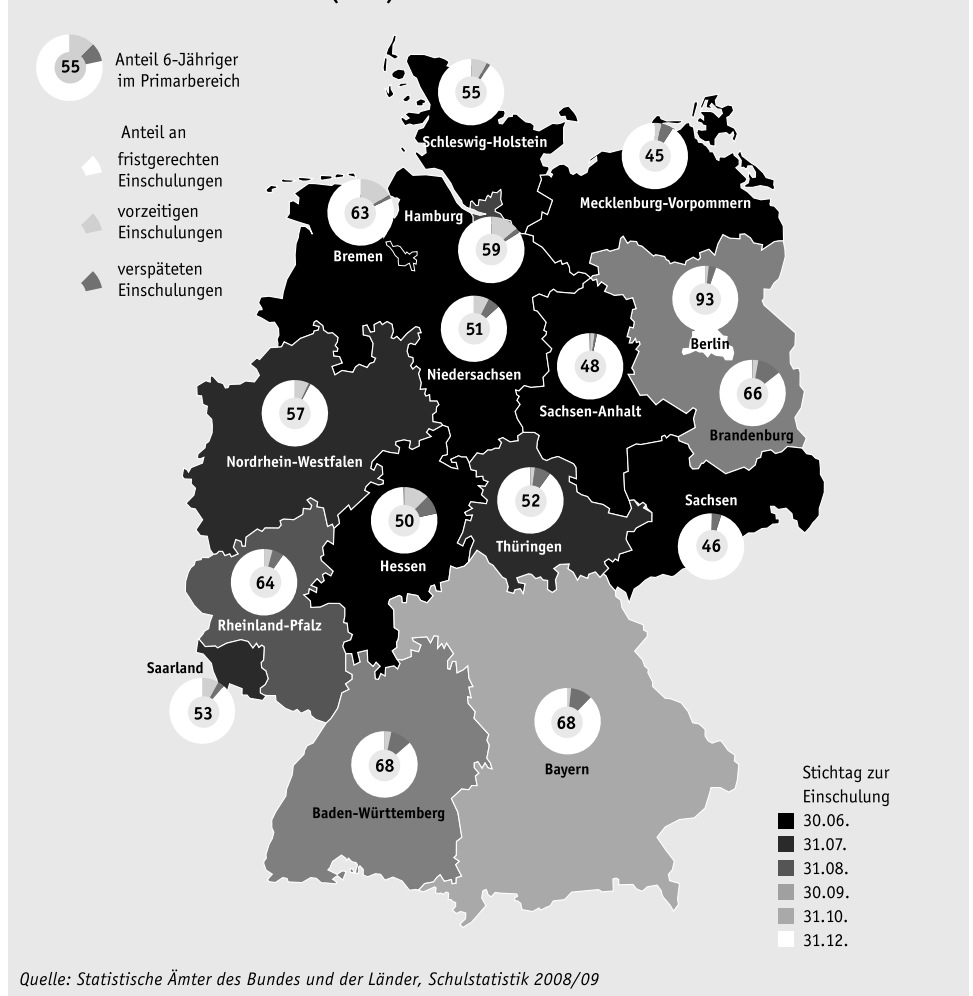 55
Anteil 6-Jähriger
im Primarbereich
Anteil an
fristgerechten
Einschulungen
vorzeitigen
Einschulungen
verspäteten
Einschulungen
55
Schleswig-Holstein
45
Mecklenburg-Vorpommern
63
Bremen
Hamburg
59
93
Berlin
51
Niedersachsen
48
Sachsen-Anhalt
66
Brandenburg
57
Nordrhein-Westfalen
50
Hessen
52
Thüringen
Sachsen
46
64
Rheinland-Pfalz
Saarland
53
68
Baden-Württemberg
68
Bayern
Stichtag zur
Einschulung
30.06.
31.07.
31.08.
30.09.
31.10.
31.12.
Quelle: Statistische Ämter des Bundes und der Länder, Schulstatistik 2008/09